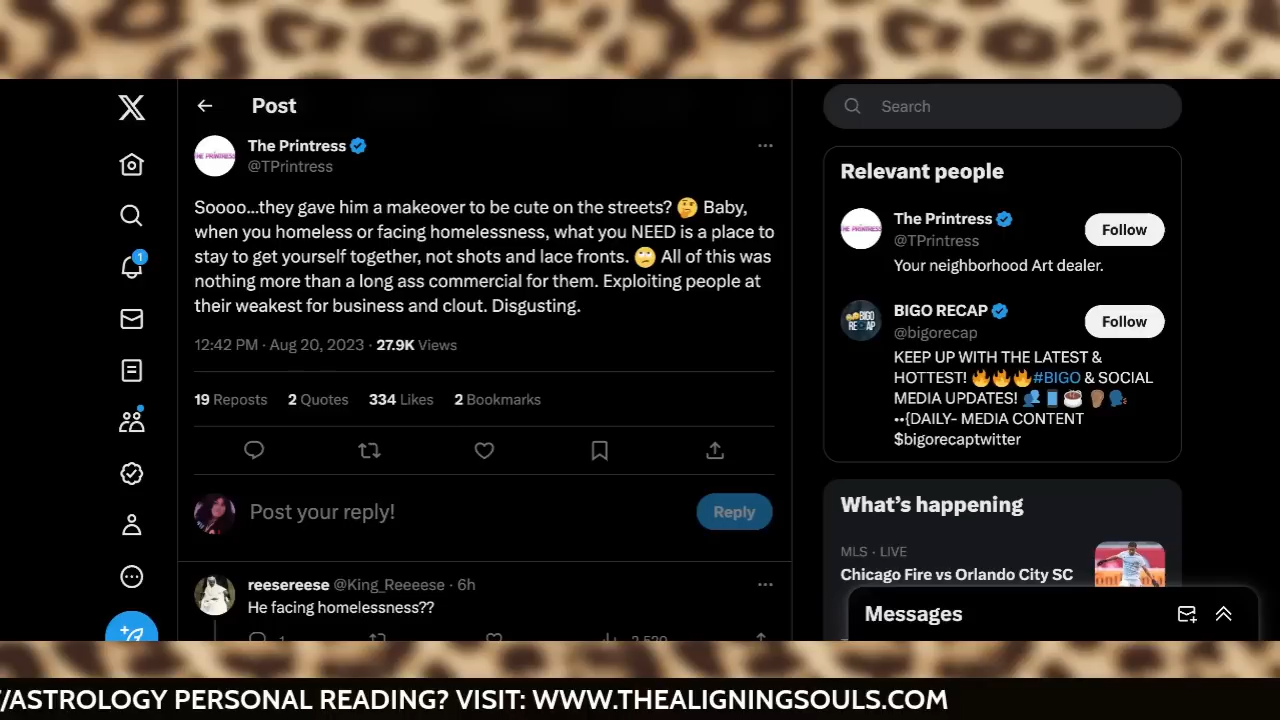 Post
Search
The Printress
@TPrintress
Soooo...they gave him a makeover to be cute on the streets? 🤔 Baby,
when you homeless or facing homelessness, what you NEED is a place to
stay to get yourself together, not shots and lace fronts. 🙄 All of this was
nothing more than a long ass commercial for them. Exploiting people at
their weakest for business and clout. Disgusting.
12:42 PM · Aug 20, 2023 · 27.9K Views
19 Reposts 2 Quotes 334 Likes 2 Bookmarks
Post your reply!
Reply
reesereese @King_Reeeese · 6h
He facing homelessness??
1
2,520
1
Relevant people
The Printress
@TPrintress
Follow
Your neighborhood Art dealer.
BIGO RECAP
@bigorecap
Follow
KEEP UP WITH THE LATEST &
HOTTEST! 🔥🔥🔥#BIGO & SOCIAL
MEDIA UPDATES! 👥📱☕👂🏾🗣
••{DAILY- MEDIA CONTENT
$bigorecaptwitter
What's happening
MLS · LIVE
Chicago Fire vs Orlando City SC
Messages
/ASTROLOGY PERSONAL READING? VISIT: WWW.THEALIGNINGSOULS.COM